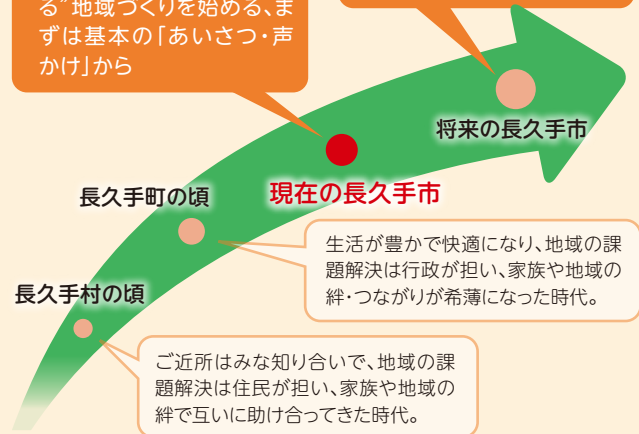 る”地域づくりを始める、ま
ずは基本の「あいさつ・声
かけ」から
将来の長久手市
現在の長久手市
長久手町の頃
生活が豊かで快適になり、地域の課
題解決は行政が担い、家族や地域の
絆・つながりが希薄になった時代。
長久手村の頃
ご近所はみな知り合いで、地域の課
題解決は住民が担い、家族や地域の
絆で互いに助け合ってきた時代。